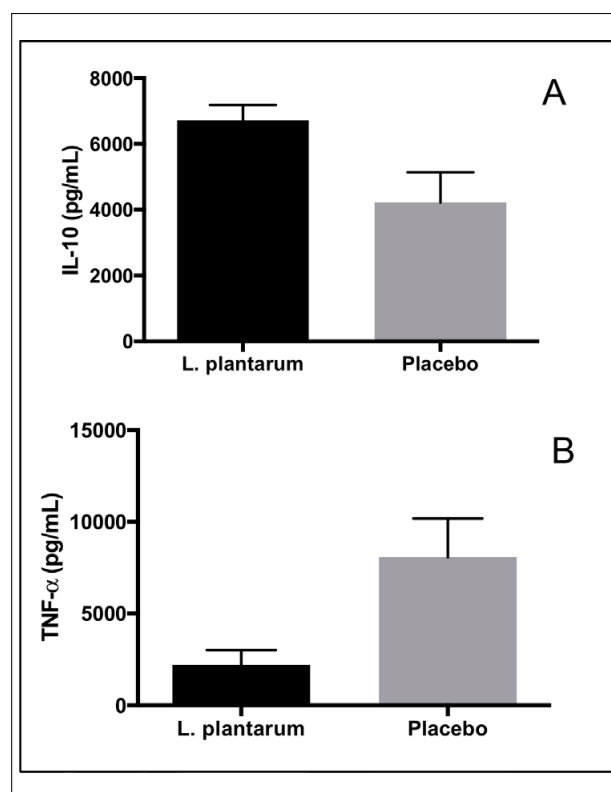 A
IL-10 (pg/mL)
8000
6000
4000
2000
0
L. plantarum
Placebo
B
TNF-α (pg/mL)
15000
10000
5000
0
L. plantarum
Placebo